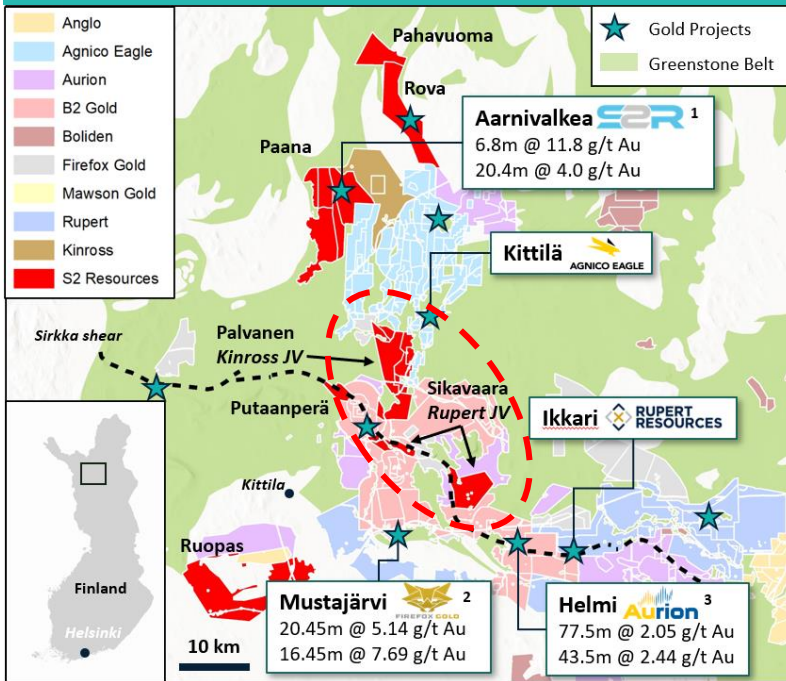 Anglo
Agnico Eagle
Aurion
B2 Gold
Boliden
Firefox Gold
Mawson Gold
Rupert
Kinross
S2 Resources
Gold Projects
Greenstone Belt
Pahavuoma
Rova
Paana
Aarnivalkea S2R 1
6.8m @ 11.8 g/t Au
20.4m @ 4.0 g/t Au
Kittilä AGNICO EAGLE
Sirkka shear
Palvanen
Kinross JV
Putaanperä
Sikavaara
Rupert JV
Ikkari RUPERT
RESOURCES
Kittila
Ruopas
Finland
Helsinki
10 km
Mustajärvi FIREFOX GOLD 2
20.45m @ 5.14 g/t Au
16.45m @ 7.69 g/t Au
Helmi Aurion 3
77.5m @ 2.05 g/t Au
43.5m @ 2.44 g/t Au